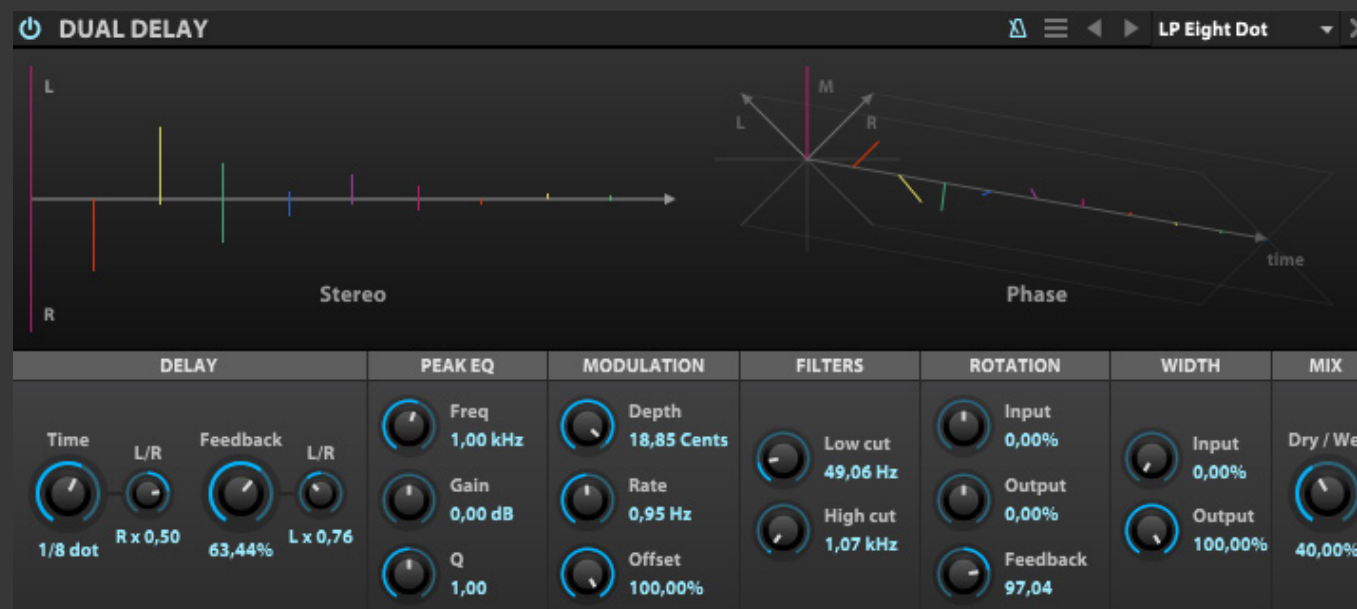 DUAL DELAY
LP Eight Dot
L
R
Stereo
M
L
R
time
Phase
DELAY
PEAK EQ
MODULATION
FILTERS
ROTATION
WIDTH
MIX
Time
1/8 dot
L/R
R x 0,50
Feedback
63,44%
L/R
L x 0,76
Freq
1,00 kHz
Gain
0,00 dB
Q
1,00
Depth
18,85 Cents
Rate
0,95 Hz
Offset
100,00%
Low cut
49,06 Hz
High cut
1,07 kHz
Input
0,00%
Output
0,00%
Feedback
97,04
Input
0,00%
Output
100,00%
Dry / We
40,00%